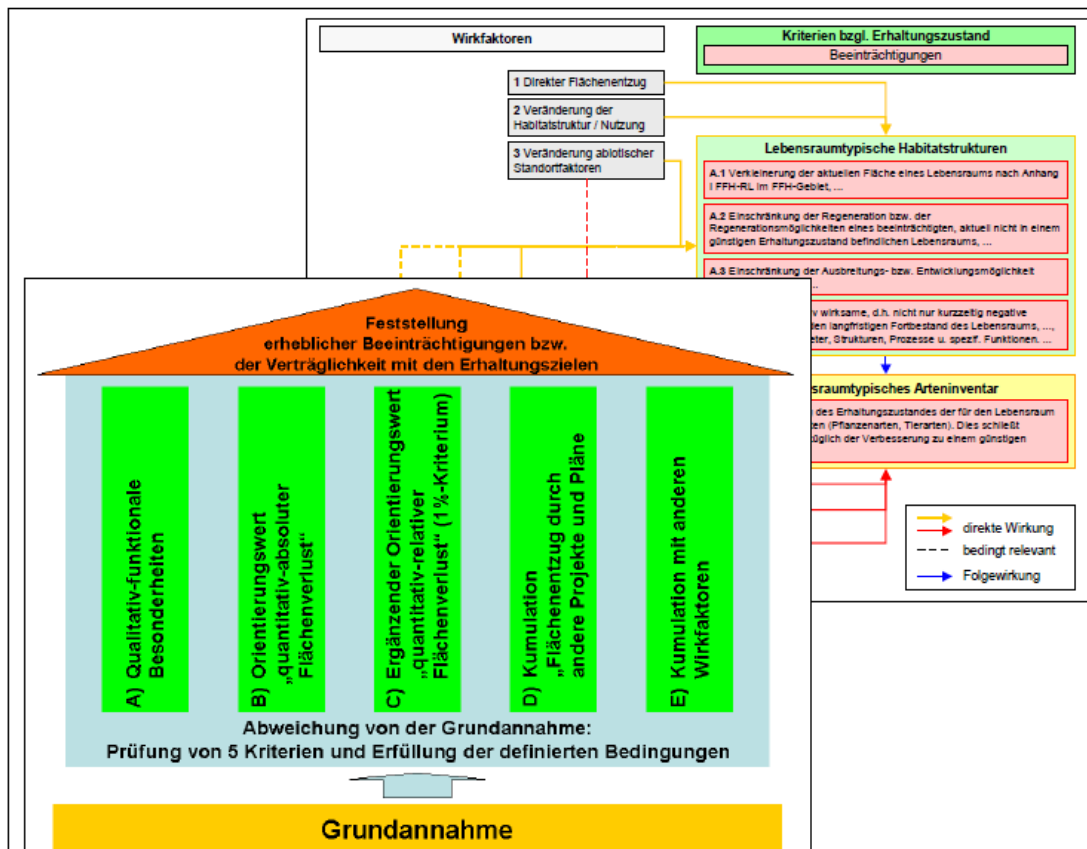 Wirkfaktoren
Kriterien bzgl. Erhaltungszustand
Beeinträchtigungen
1 Direkter Flächenentzug
2 Veränderung der
Habitatstruktur / Nutzung
3 Veränderung abiotischer
Standortfaktoren
Lebensraumtypische Habitatstrukturen
A.1 Verkleinerung der aktuellen Fläche eines Lebensraums nach Anhang
I FFH-RL im FFH-Gebiet, ...
A.2 Einschränkung der Regeneration bzw. der
Regenerationsmöglichkeiten eines beeinträchtigten, aktuell nicht in einem
günstigen Erhaltungszustand befindlichen Lebensraums, ...
A.3 Einschränkung der Ausbreitungs- bzw. Entwicklungsmöglichkeit
...
wirksame, d.h. nicht nur kurzzeitig negative
den langfristigen Fortbestand des Lebensraums, ...,
Strukturen, Prozesse u. spezif. Funktionen. ...
Arteninventar
des Erhaltungszustandes der für den Lebensraum
(Pflanzenarten, Tierarten). Dies schließt
der Verbesserung zu einem günstigen
direkte Wirkung
bedingt relevant
Folgewirkung
Feststellung
erheblicher Beeinträchtigungen bzw.
der Verträglichkeit mit den Erhaltungszielen
A) Qualitativ-funktionale
Besonderheiten
B) Orientierungswert
„quantitativ-absoluter
Flächenverlust“
C) Ergänzender Orientierungswert
„quantitativ-relativer
Flächenverlust“ (1%-Kriterium)
D) Kumulation
„Flächenentzug durch
andere Projekte und Pläne
E) Kumulation mit anderen
Wirkfaktoren
Abweichung von der Grundannahme:
Prüfung von 5 Kriterien und Erfüllung der definierten Bedingungen
Grundannahme